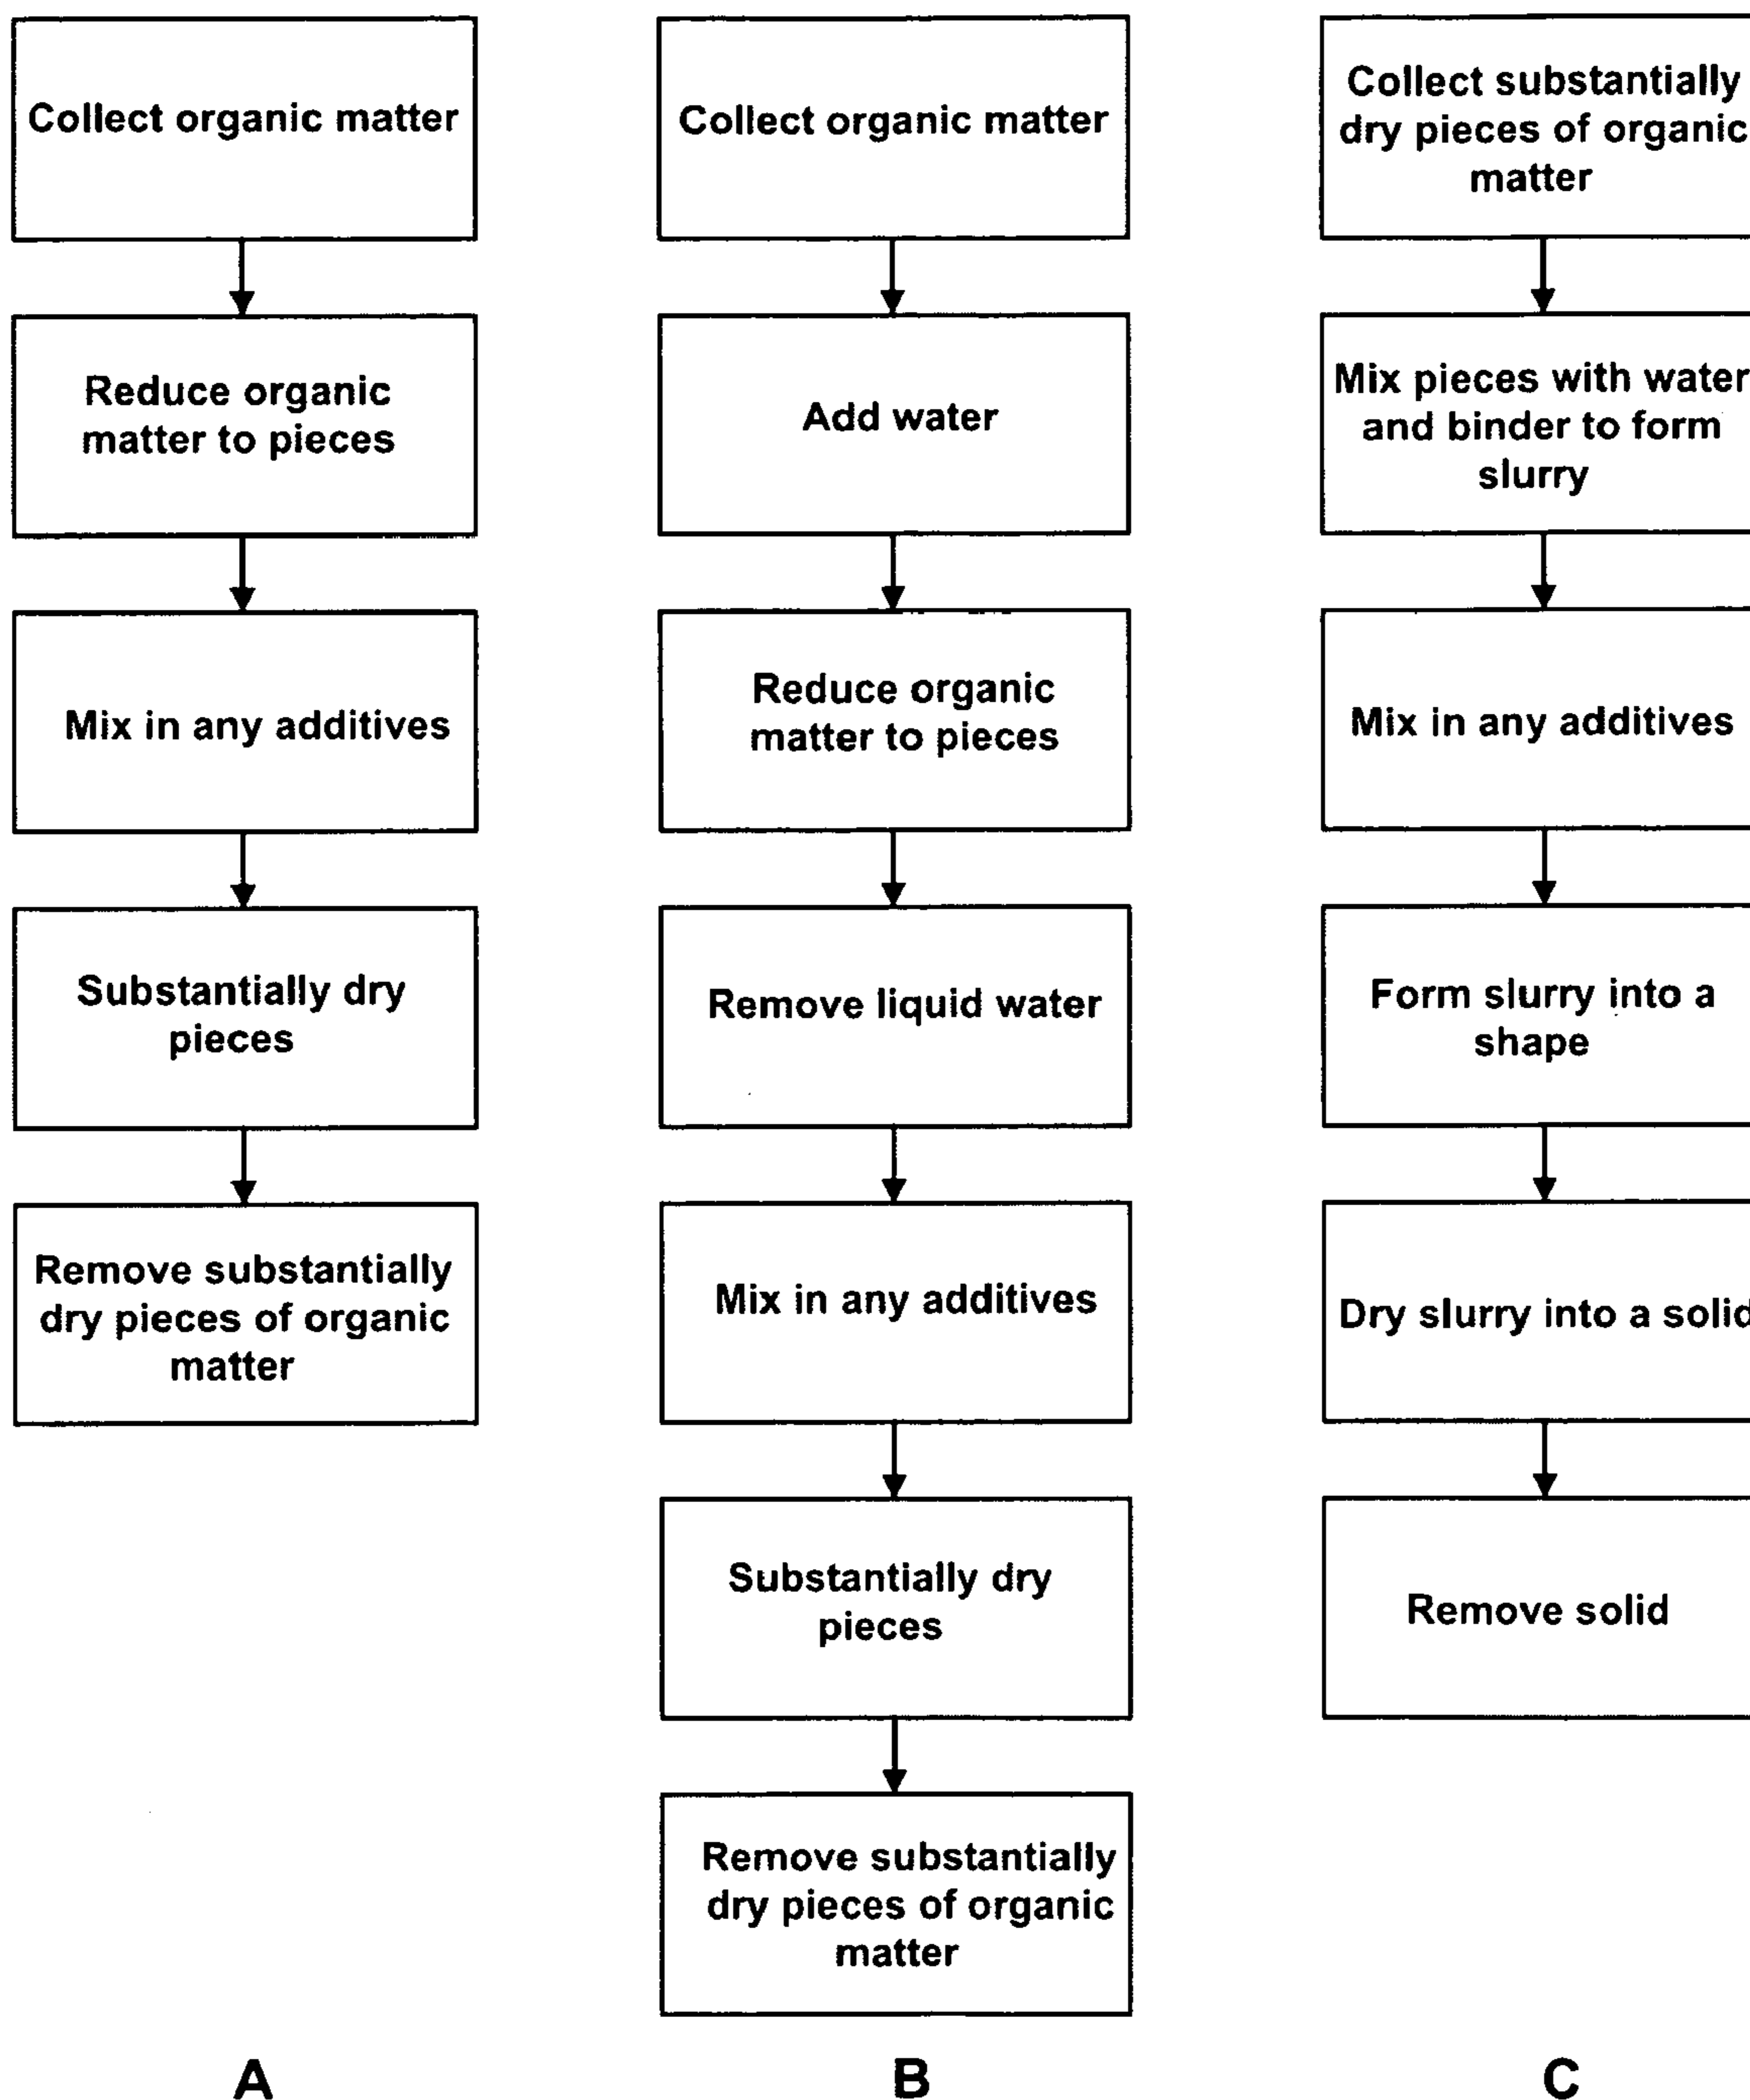 Collect organic matter
Reduce organic
matter to pieces
Mix in any additives
Substantially dry
pieces
Remove substantially
dry pieces of organic
matter
A
Collect organic matter
Add water
Reduce organic
matter to pieces
Remove liquid water
Mix in any additives
Substantially dry
pieces
Remove substantially
dry pieces of organic
matter
B
Collect substantially
dry pieces of organic
matter
Mix pieces with water
and binder to form
slurry
Mix in any additives
Form slurry into a
shape
Dry slurry into a solid
Remove solid
C